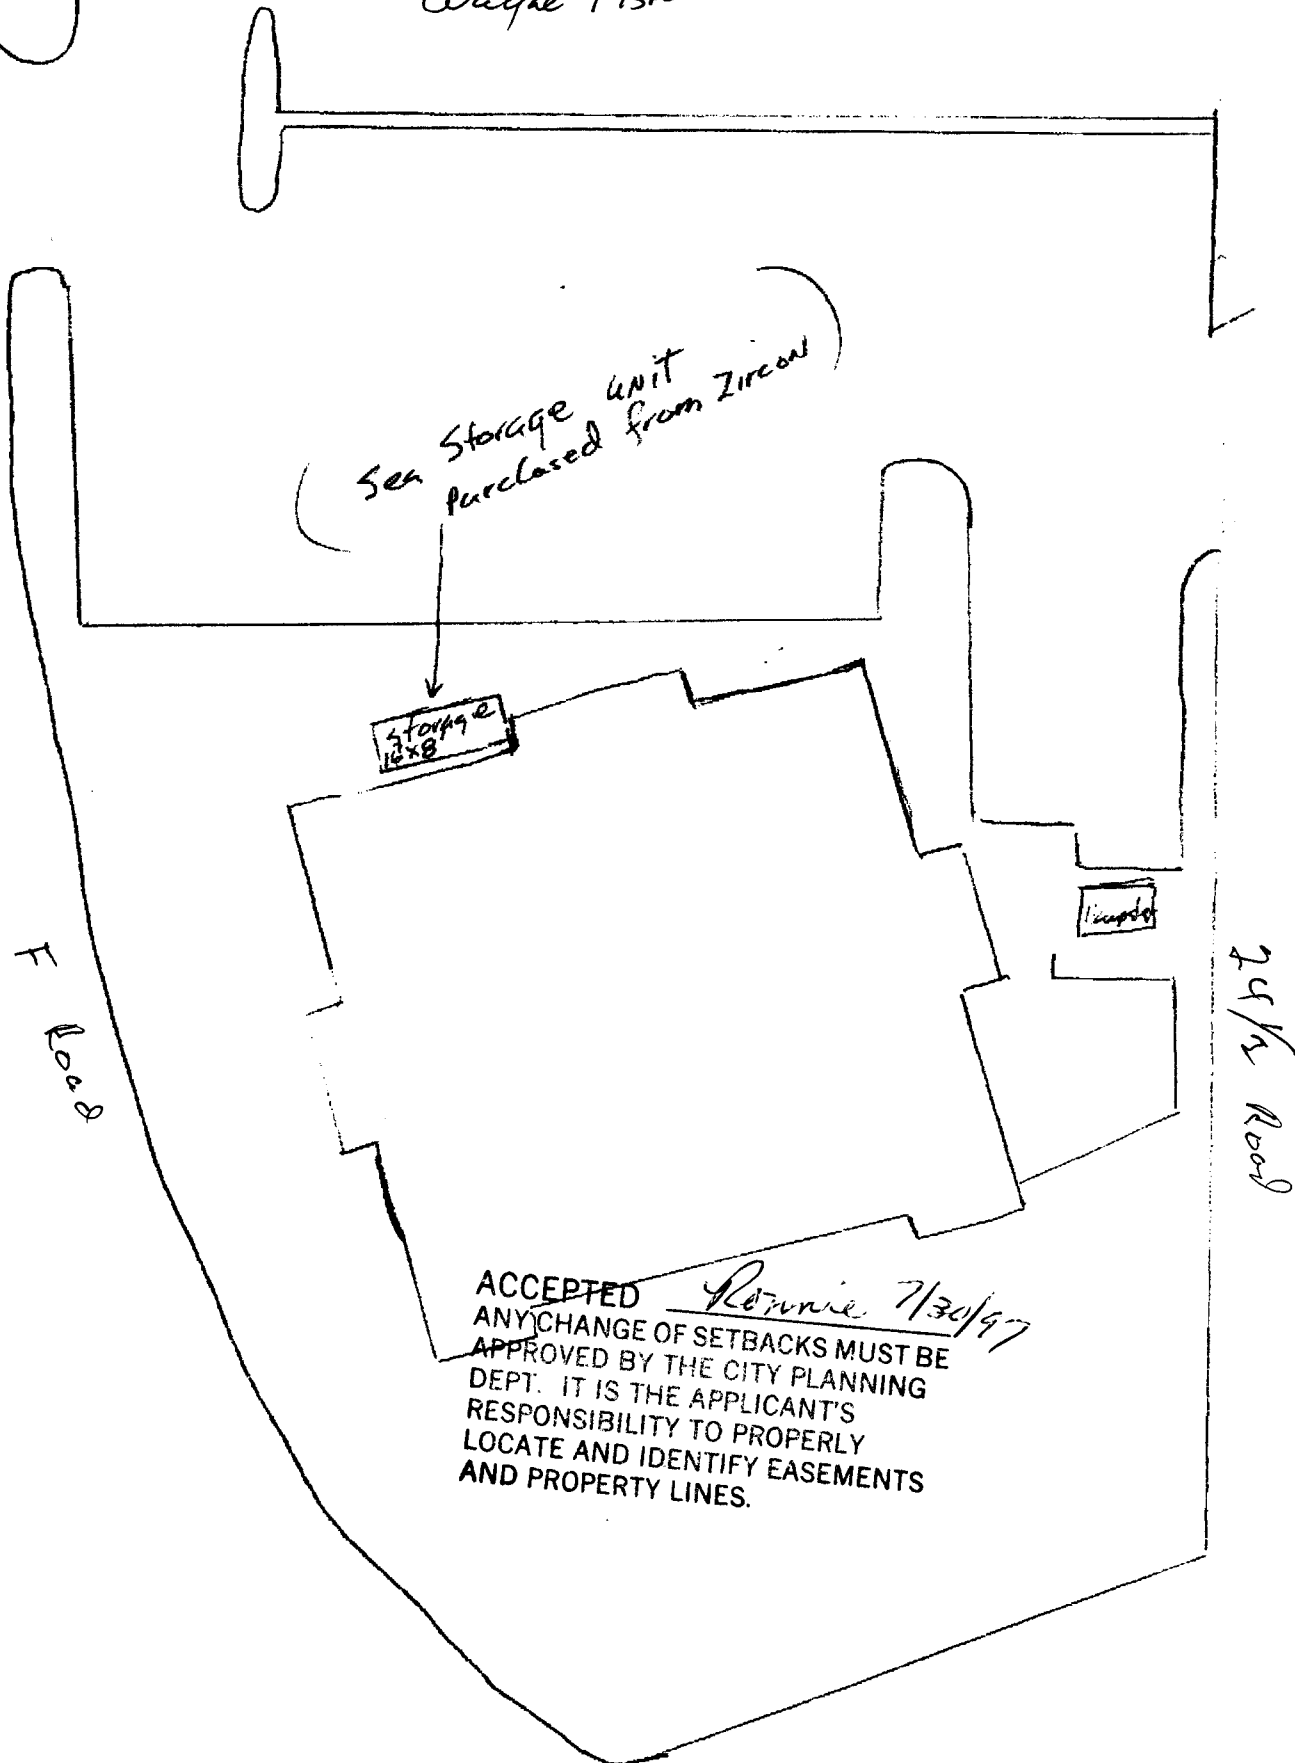 Wayne
Sea Storage unit
Purchased from Zircon
storage
16x8
F Road
24 1/2 Road
ACCEPTED Ronnie 7/30/97
ANY CHANGE OF SETBACKS MUST BE
APPROVED BY THE CITY PLANNING
DEPT. IT IS THE APPLICANT'S
RESPONSIBILITY TO PROPERLY
LOCATE AND IDENTIFY EASEMENTS
AND PROPERTY LINES.